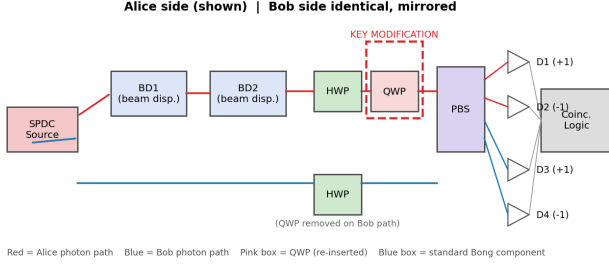 Alice side (shown)  |  Bob side identical, mirrored
KEY MODIFICATION
SPDC
Source
BD1
(beam disp.)
BD2
(beam disp.)
HWP
QWP
PBS
D1 (+1)
D2 (-1)
Coinc.
Logic
D3 (+1)
D4 (-1)
HWP
(QWP removed on Bob path)
Red = Alice photon path    Blue = Bob photon path    Pink box = QWP (re-inserted)    Blue box = standard Bong component